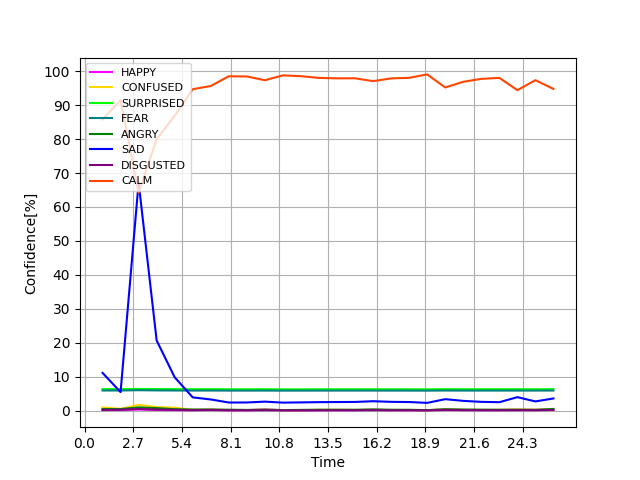 100
90
80
70
60
50
40
30
20
10
0
Confidence[%]
HAPPY
CONFUSED
SURPRISED
FEAR
ANGRY
SAD
DISGUSTED
CALM
0.0 2.7 5.4 8.1 10.8 13.5 16.2 18.9 21.6 24.3
Time